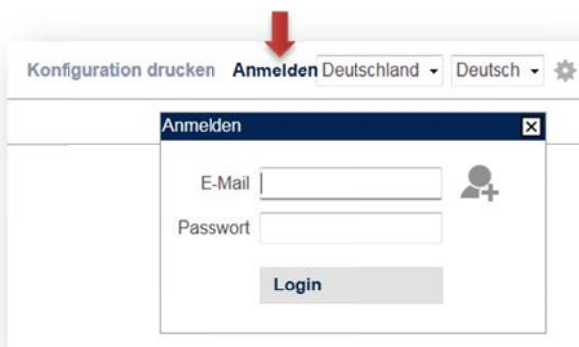 Konfiguration drucken Anmelden Deutschland Deutsch
Anmelden
E-Mail
Passwort
Login